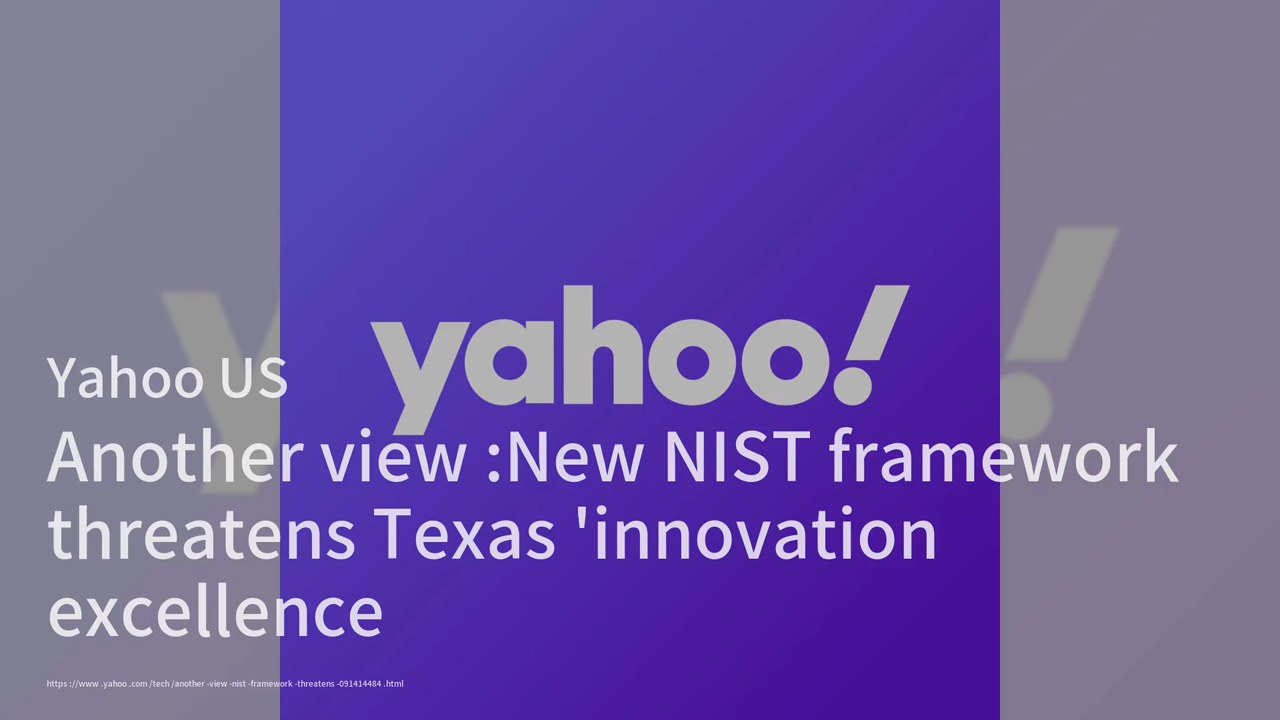 yahoo!
Yahoo US
Another view :New NIST framework
threatens Texas 'innovation
excellence
https ://www .yahoo .com /tech /another -view -nist -framework -threatens -091414484 .html